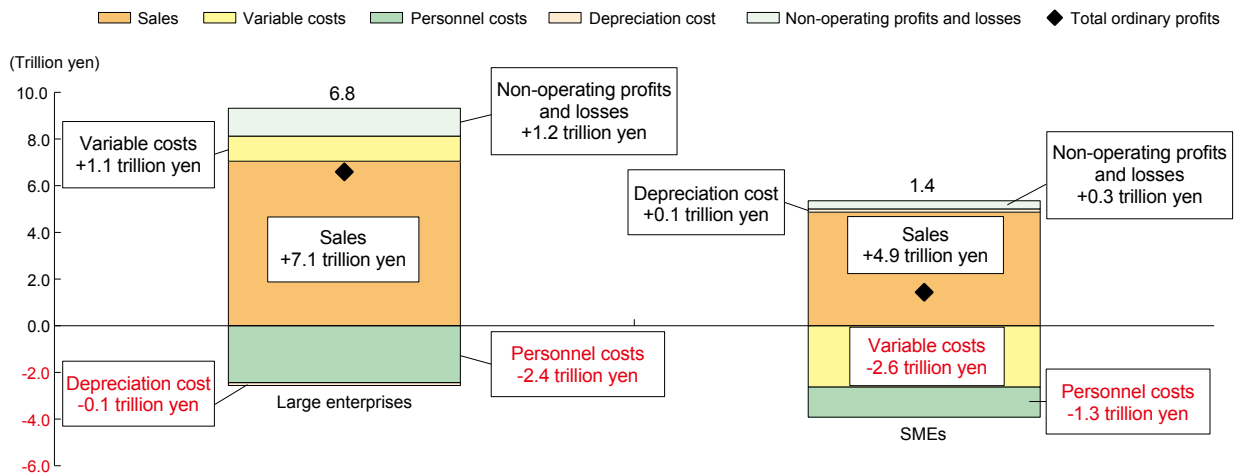 Sales Variable costs Personnel costs Depreciation cost Non-operating profits and losses Total ordinary profits
(Trillion yen)
10.0
8.0
6.0
4.0
2.0
0.0
-2.0
-4.0
-6.0
6.8
Variable costs
+1.1 trillion yen
Non-operating profits
and losses
+1.2 trillion yen
Sales
+7.1 trillion yen
Depreciation cost
-0.1 trillion yen
Personnel costs
-2.4 trillion yen
Large enterprises
1.4
Depreciation cost
+0.1 trillion yen
Non-operating profits
and losses
+0.3 trillion yen
Sales
+4.9 trillion yen
Variable costs
-2.6 trillion yen
Personnel costs
-1.3 trillion yen
SMEs